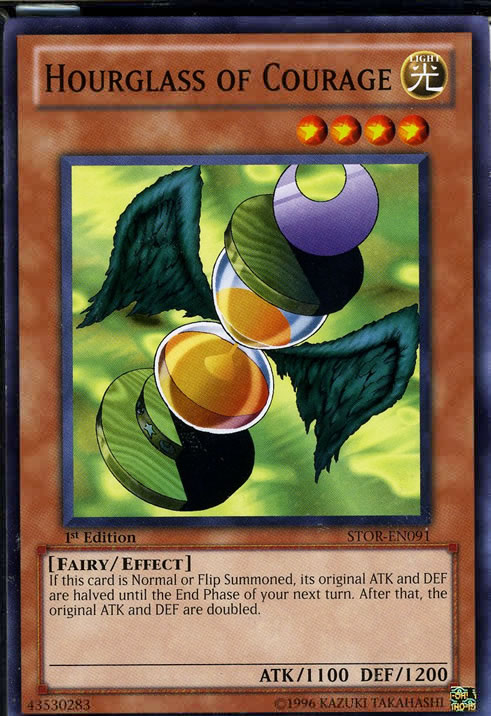 HOURGLASS OF COURAGE
LIGHT
光
1st Edition
STOR-EN091
[FAIRY/EFFECT]
If this card is Normal or Flip Summoned, its original ATK and DEF
are halved until the End Phase of your next turn. After that, the
original ATK and DEF are doubled.
ATK/1100 DEF/1200
43530283
©1996 KAZUKI TAKAHASHI